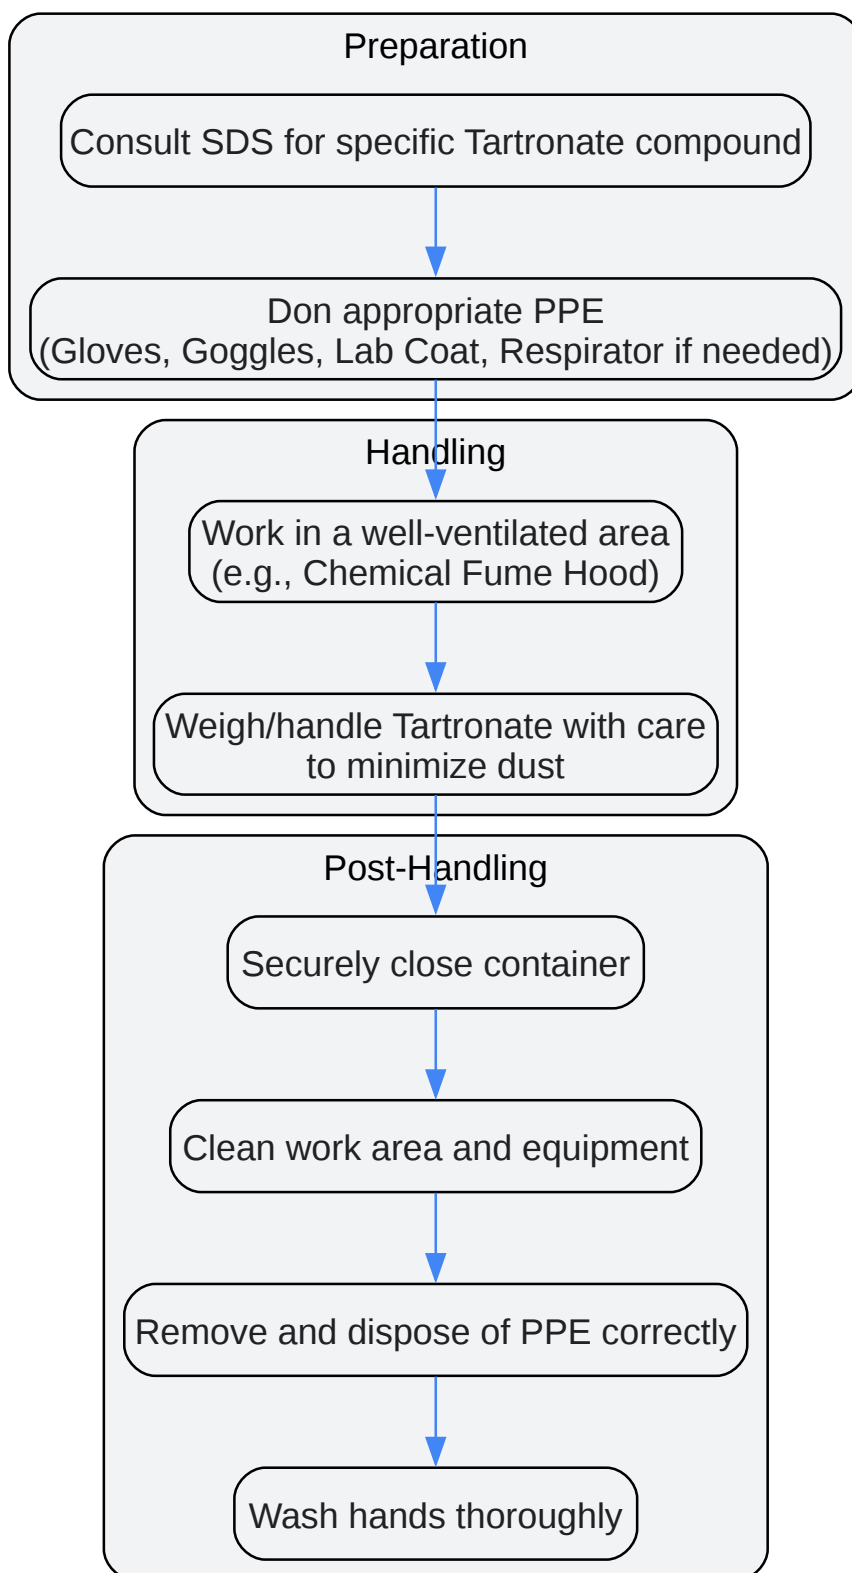 Preparation
Consult SDS for specific Tartronate compound
Don appropriate PPE
(Gloves, Goggles, Lab Coat, Respirator if needed)
Handling
Work in a well-ventilated area
(e.g., Chemical Fume Hood)
Weigh/handle Tartronate with care
to minimize dust
Post-Handling
Securely close container
Clean work area and equipment
Remove and dispose of PPE correctly
Wash hands thoroughly